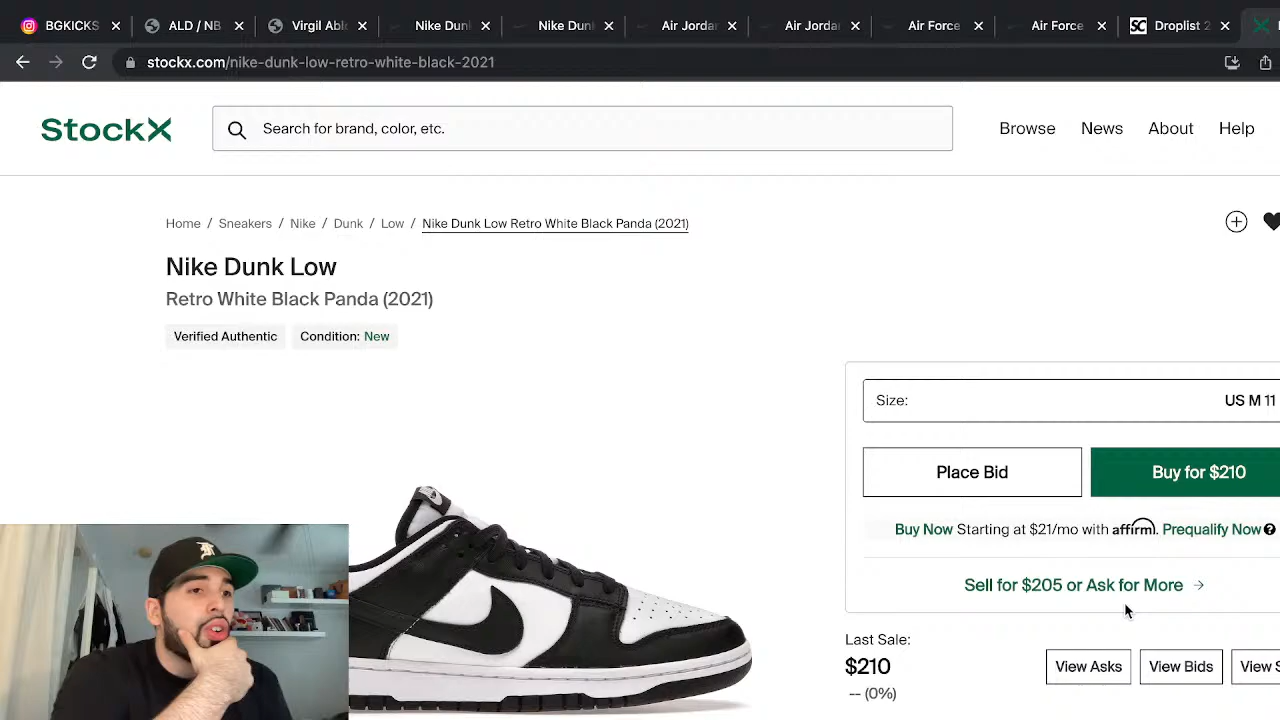 BGKICKS
ALD / NB
Virgil Abl
Nike Dun
Nike Dun
Air Jordar
Air Jordar
Air Force
Air Force
SC
Droplist 2
stockx.com/nike-dunk-low-retro-white-black-2021
StockX
Search for brand, color, etc.
Browse
News
About
Help
Home / Sneakers / Nike / Dunk / Low / Nike Dunk Low Retro White Black Panda (2021)
Nike Dunk Low
Retro White Black Panda (2021)
Verified Authentic
Condition: New
Size:
US M 11
Place Bid
Buy for $210
Buy Now Starting at $21/mo with affirm. Prequalify Now
Sell for $205 or Ask for More
Last Sale:
$210
-- (0%)
View Asks
View Bids
View S